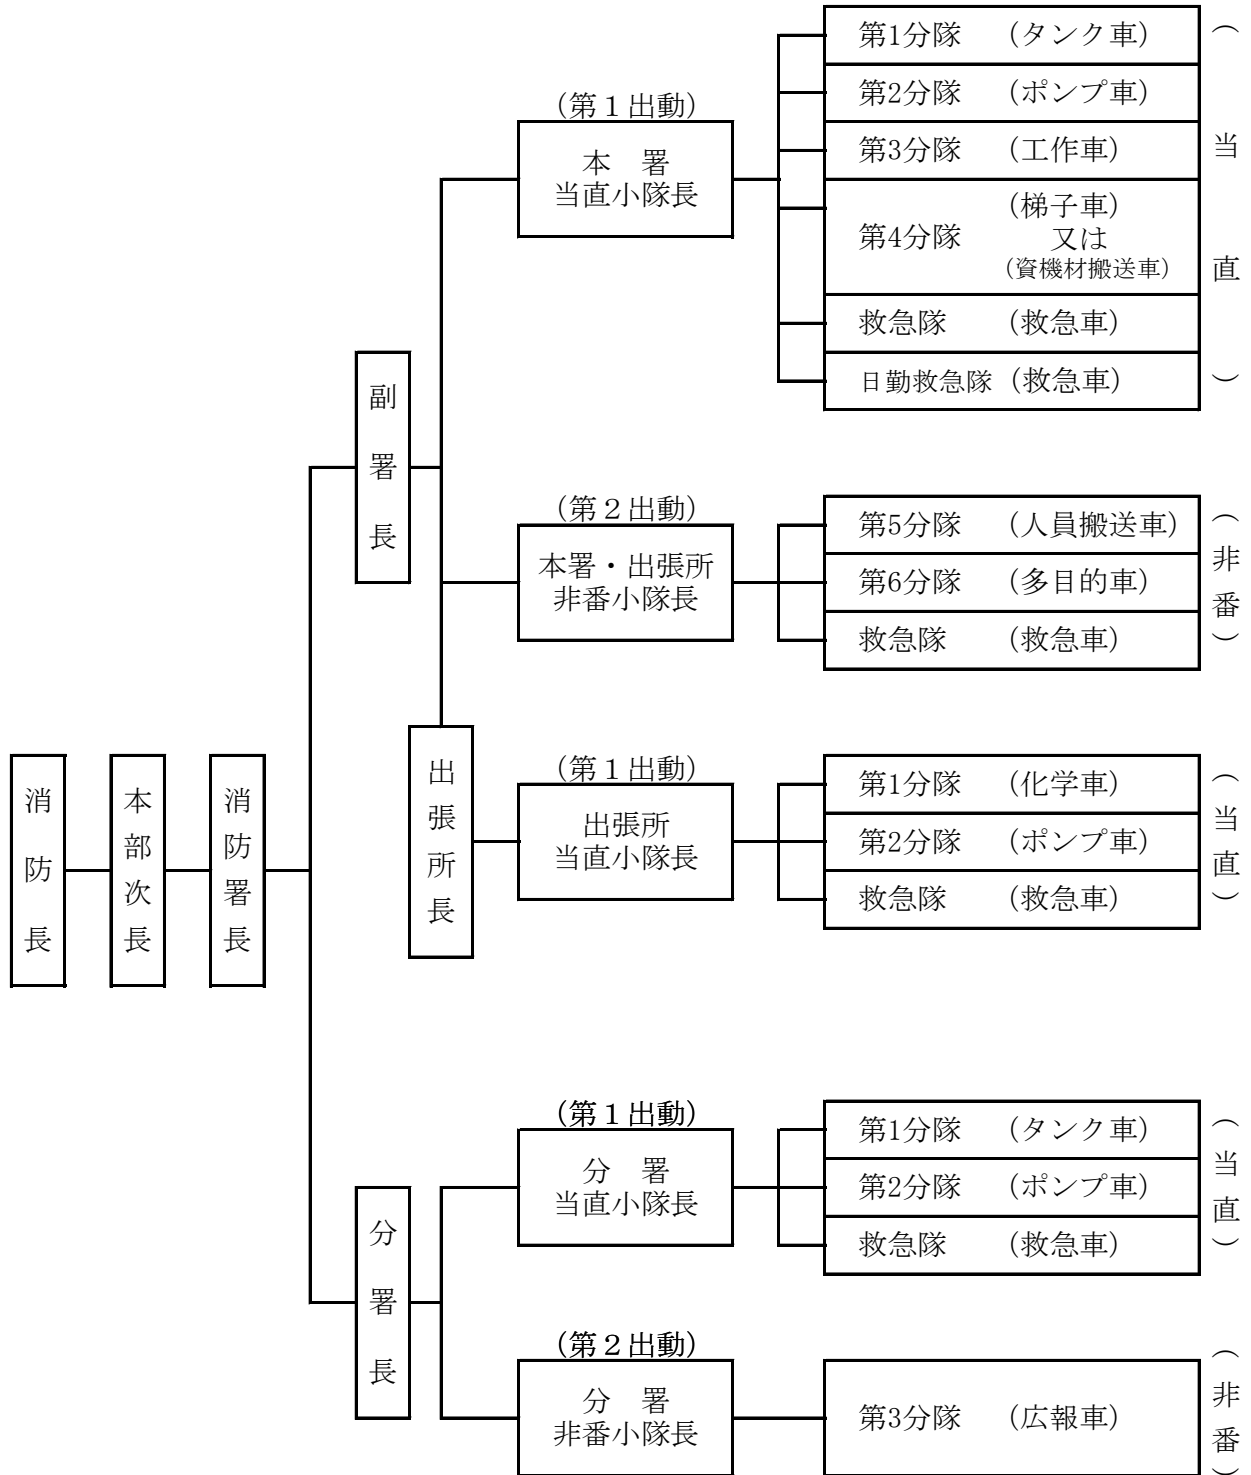 消防長
本部次長
消防署長
副署長
(第１出動)
本　署
当直小隊長
第1分隊　(タンク車)
第2分隊　(ポンプ車)
第3分隊　(工作車)
第4分隊　(梯子車)
又は
(資機材搬送車)
救急隊　(救急車)
日勤救急隊 (救急車)
（当直）
(第２出動)
本署・出張所
非番小隊長
第5分隊　(人員搬送車)
第6分隊　(多目的車)
救急隊　(救急車)
（非番）
出張所長
(第１出動)
出張所
当直小隊長
第1分隊　(化学車)
第2分隊　(ポンプ車)
救急隊　(救急車)
（当直）
分署長
(第１出動)
分　署
当直小隊長
第1分隊　(タンク車)
第2分隊　(ポンプ車)
救急隊　(救急車)
（当直）
(第２出動)
分　署
非番小隊長
第3分隊　(広報車)
（非番）